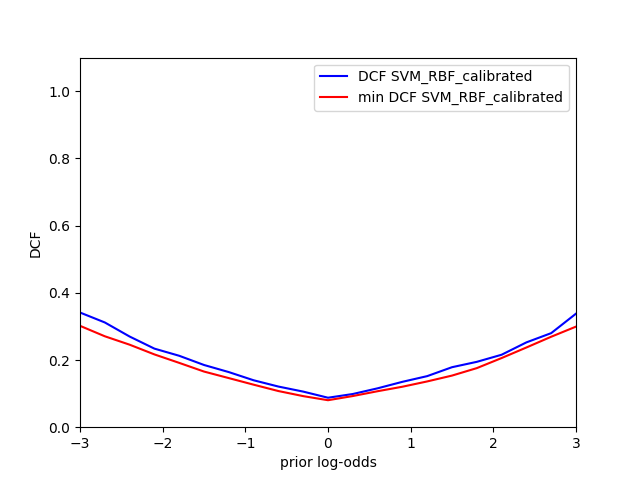 DCF SVM_RBF_calibrated
min DCF SVM_RBF_calibrated
1.0
0.8
0.6
0.4
0.2
0.0
DCF
−3 −2 −1 0 1 2 3
prior log-odds